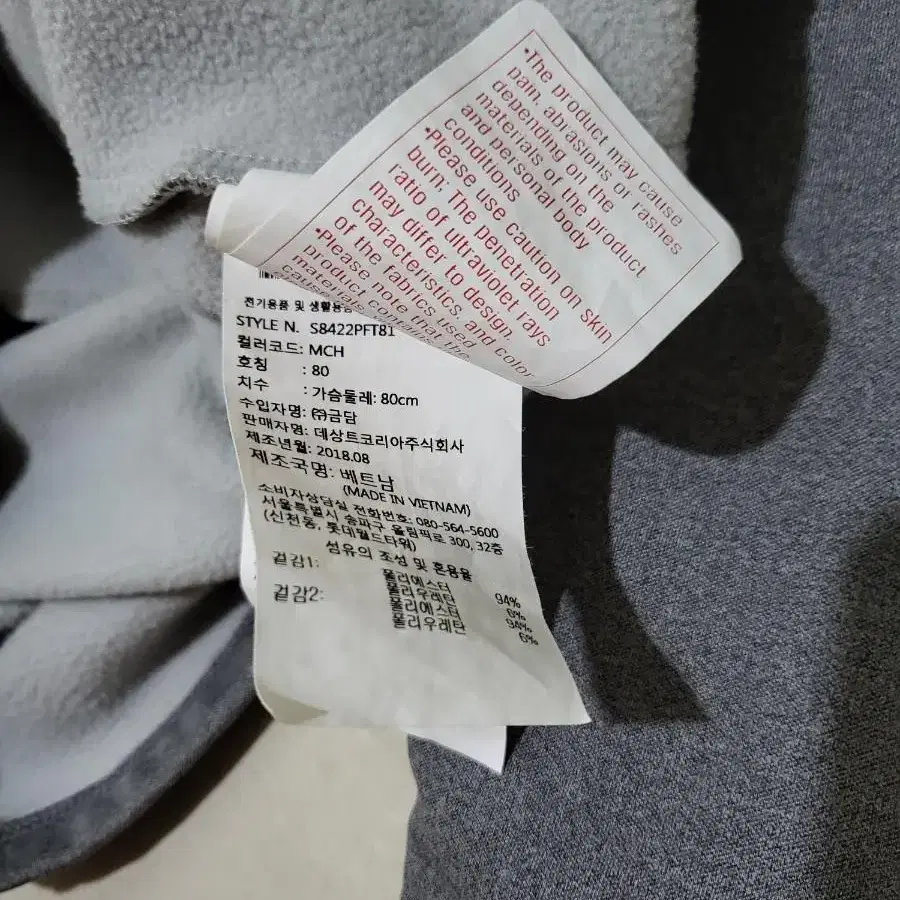 •The product may cause
pain, abrasions or rashes
depending on the
materials of the product
and personal body
conditions
•Please use caution on skin
burn: The penetration
ratio of ultraviolet rays
may differ to design,
characteristics, and color
of the fabrics used
•Please, note that the
product contains
materials
전기용품 및 생활용품
STYLE N. S8422PFT81
컬러코드: MCH
호칭 : 80
치수 : 가슴둘레: 80cm
수입자명: ㈜금담
판매자명: 데상트코리아주식회사
제조년월: 2018.08
제조국명: 베트남
(MADE IN VIETNAM)
소비자상담실 전화번호: 080-564-5600
서울특별시 송파구 올림픽로 300, 32층
(신천동, 롯데월드타워)
섬유의 조성 및 혼용율
겉감1: 폴리에스터 94%
폴리우레탄 6%
겉감2: 폴리에스터 94%
폴리우레탄 6%